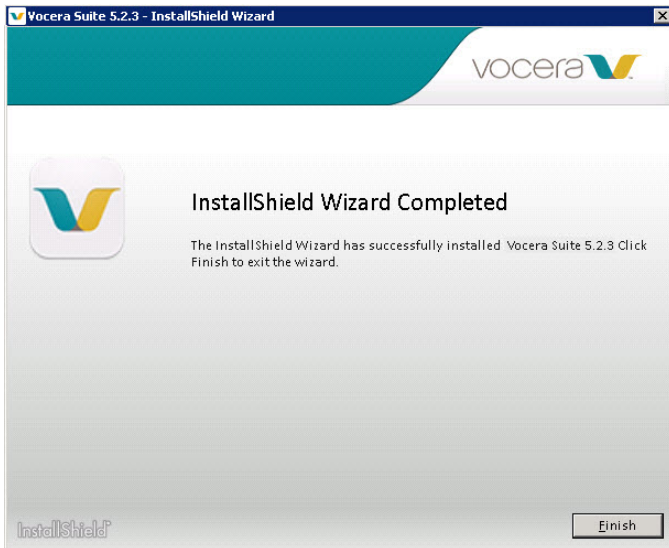 Vocera Suite 5.2.3 - InstallShield Wizard
vocera
InstallShield Wizard Completed
The InstallShield Wizard has successfully installed Vocera Suite 5.2.3 Click
Finish to exit the wizard.
InstallShield
Finish